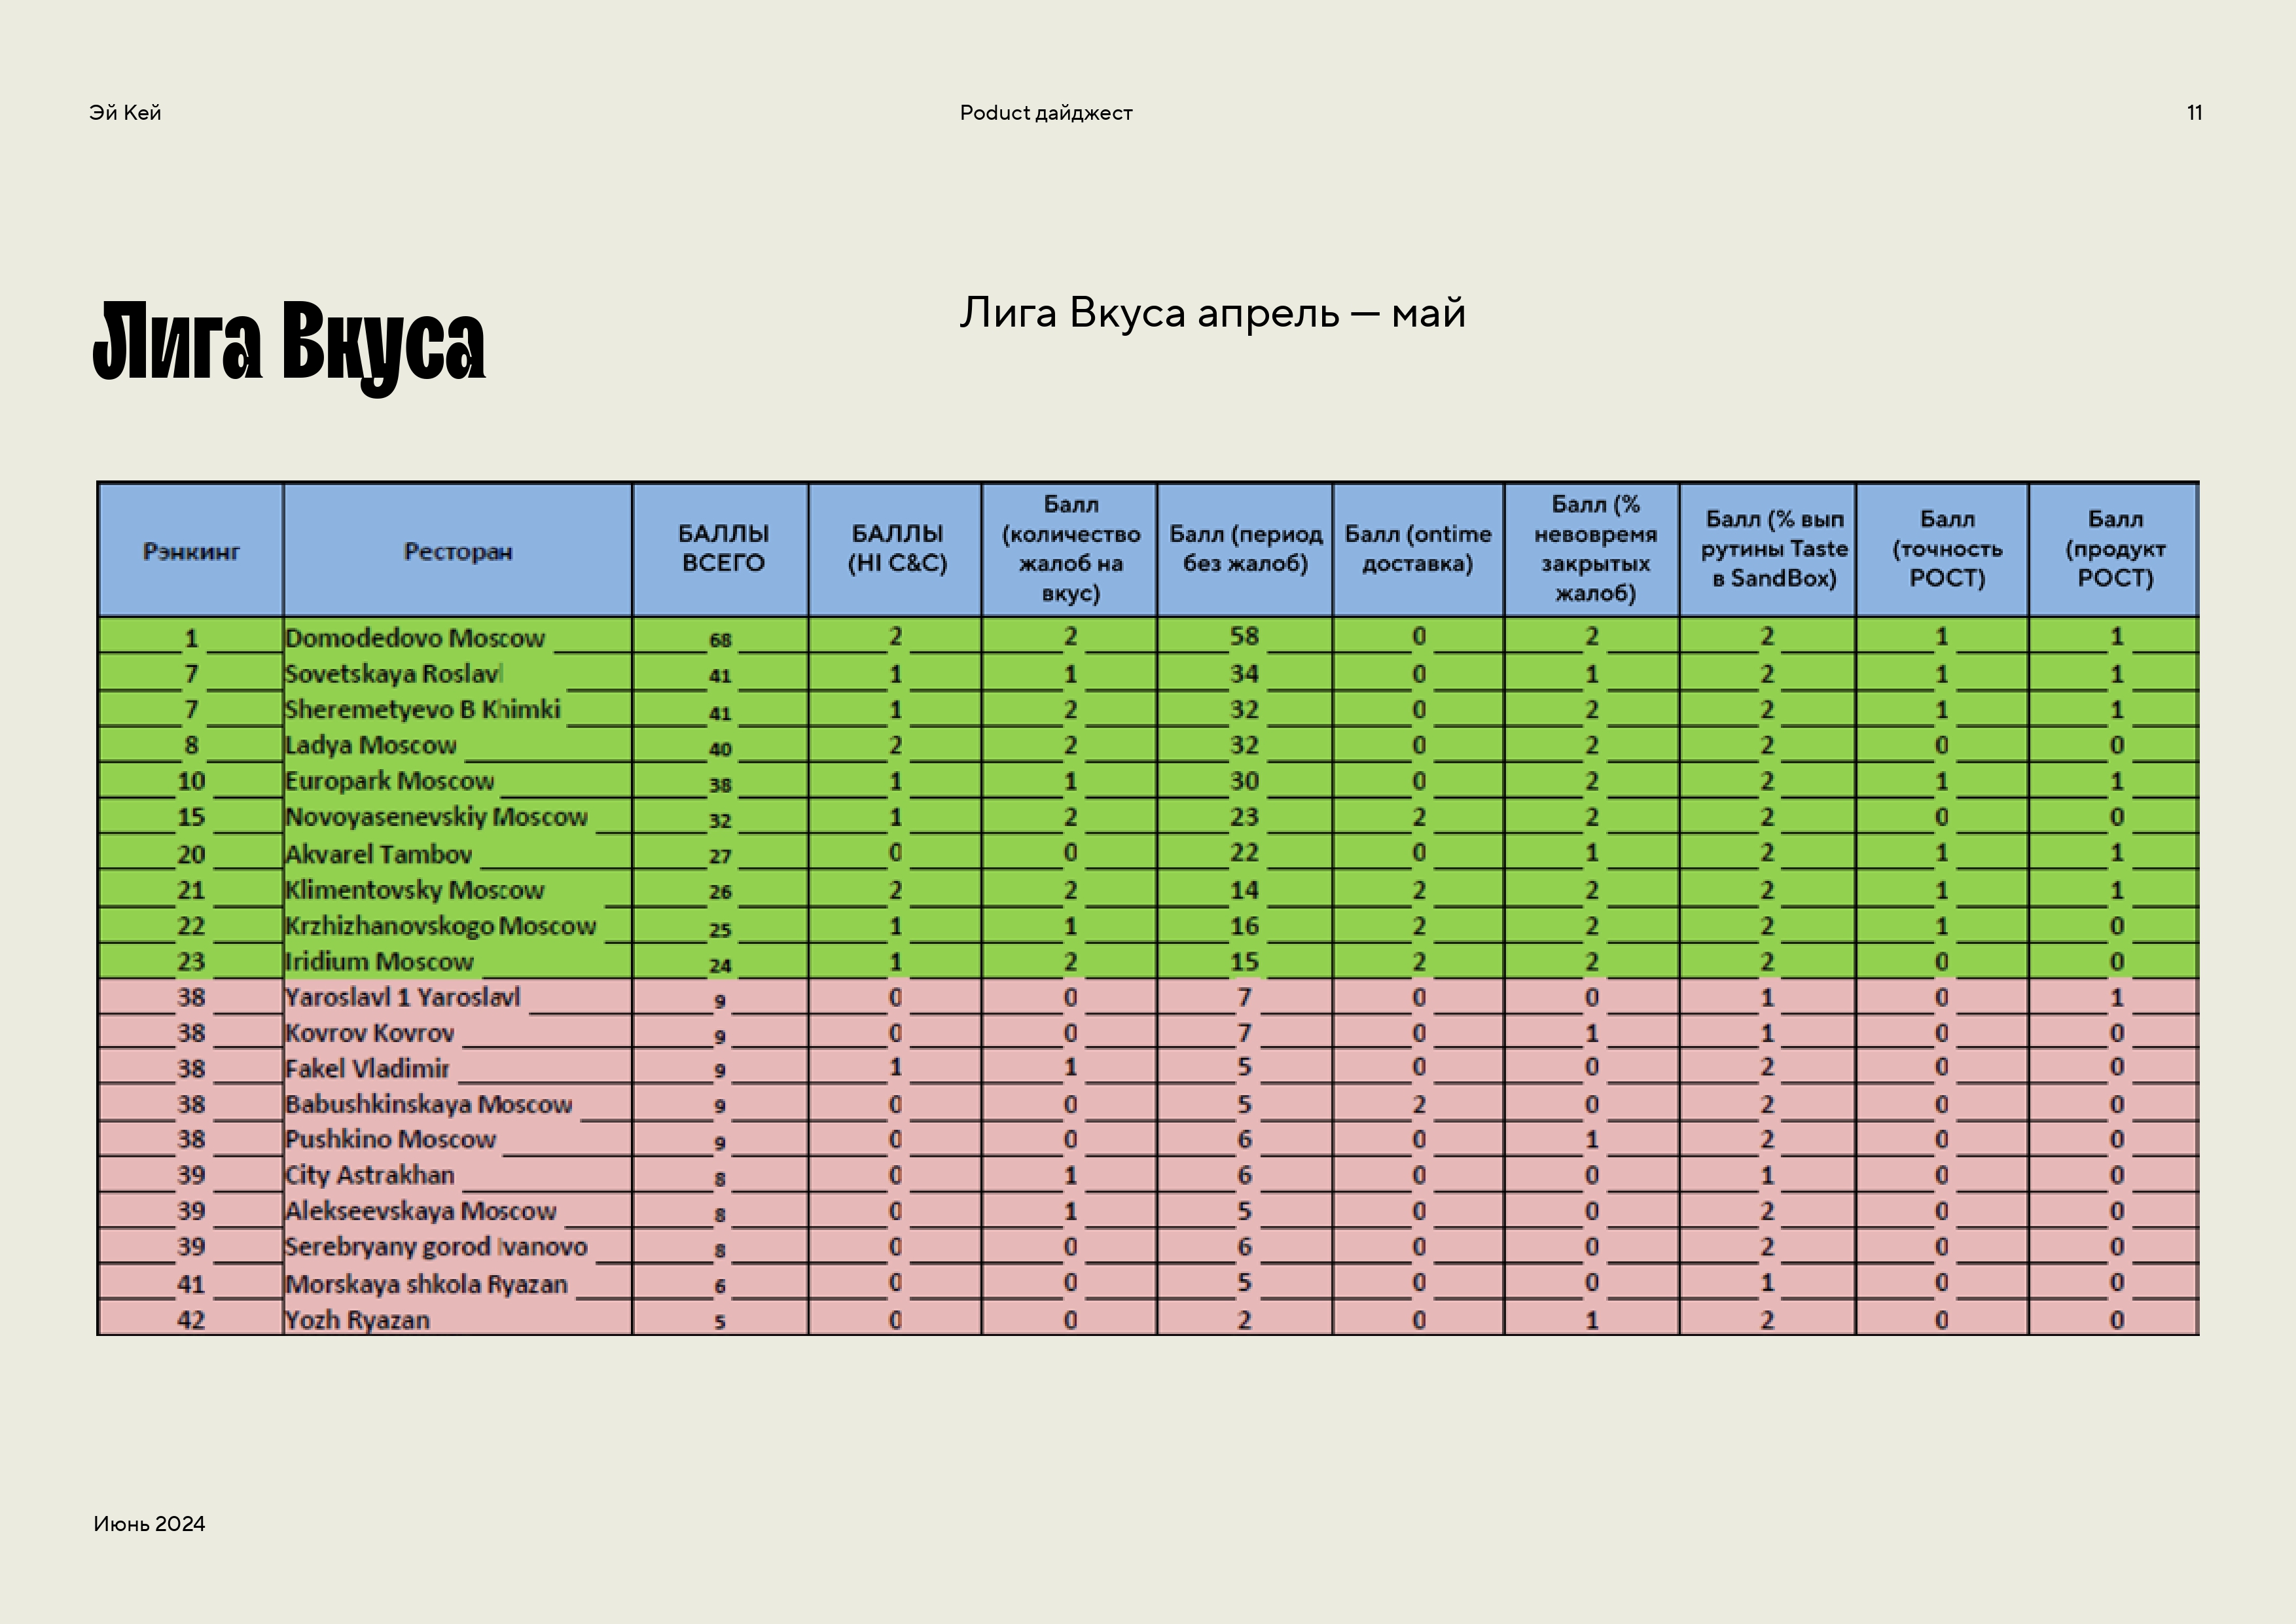 Эй Кей
Poduct дайджест
11
Лига Вкуса
Лига Вкуса апрель — май
Рэнкинг Ресторан БАЛЛЫ ВСЕГО БАЛЛЫ (HI C&C) Балл (количество жалоб на вкус) Балл (период без жалоб) Балл (ontime доставка) Балл (% невовремя закрытых жалоб) Балл (% вып рутины Taste в SandBox) Балл (точность РОСТ) Балл (продукт РОСТ)
1 Domodedovo Moscow 68 2 2 58 0 2 2 1 1
7 Sovetskaya Roslavl 41 1 1 34 0 1 2 1 1
7 Sheremetyevo B Khimki 41 1 2 32 0 2 2 1 1
8 Ladya Moscow 40 2 2 32 0 2 2 0 0
10 Europark Moscow 38 1 1 30 0 2 2 1 1
15 Novoyasenevskiy Moscow 32 1 2 23 2 2 2 0 0
20 Akvarel Tambov 27 0 0 22 0 1 2 1 1
21 Klimentovsky Moscow 26 2 2 14 2 2 2 1 1
22 Krzhizhanovskogo Moscow 25 1 1 16 2 2 2 1 0
23 Iridium Moscow 24 1 2 15 2 2 2 0 0
38 Yaroslavl 1 Yaroslavl 9 0 0 7 0 0 1 0 1
38 Kovrov Kovrov 9 0 0 7 0 1 1 0 0
38 Fakel Vladimir 9 1 1 5 0 0 2 0 0
38 Babushkinskaya Moscow 9 0 0 5 2 0 2 0 0
38 Pushkino Moscow 9 0 0 6 0 1 2 0 0
39 City Astrakhan 8 0 1 6 0 0 1 0 0
39 Alekseevskaya Moscow 8 0 1 5 0 0 2 0 0
39 Serebryany gorod Ivanovo 8 0 0 6 0 0 2 0 0
41 Morskaya shkola Ryazan 6 0 0 5 0 0 1 0 0
42 Yozh Ryazan 5 0 0 2 0 1 2 0 0
Июнь 2024